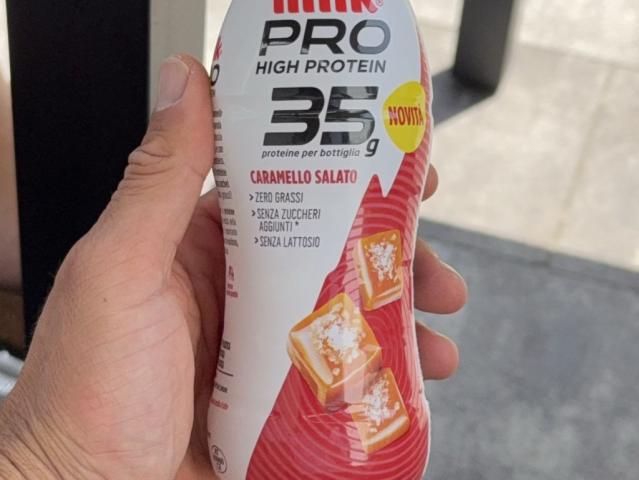 PRO
HIGH PROTEIN
35g
NOVITÀ
proteine per bottiglia
CARAMELLO SALATO
> ZERO GRASSI
> SENZA ZUCCHERI
AGGIUNTI *
> SENZA LATTOSIO